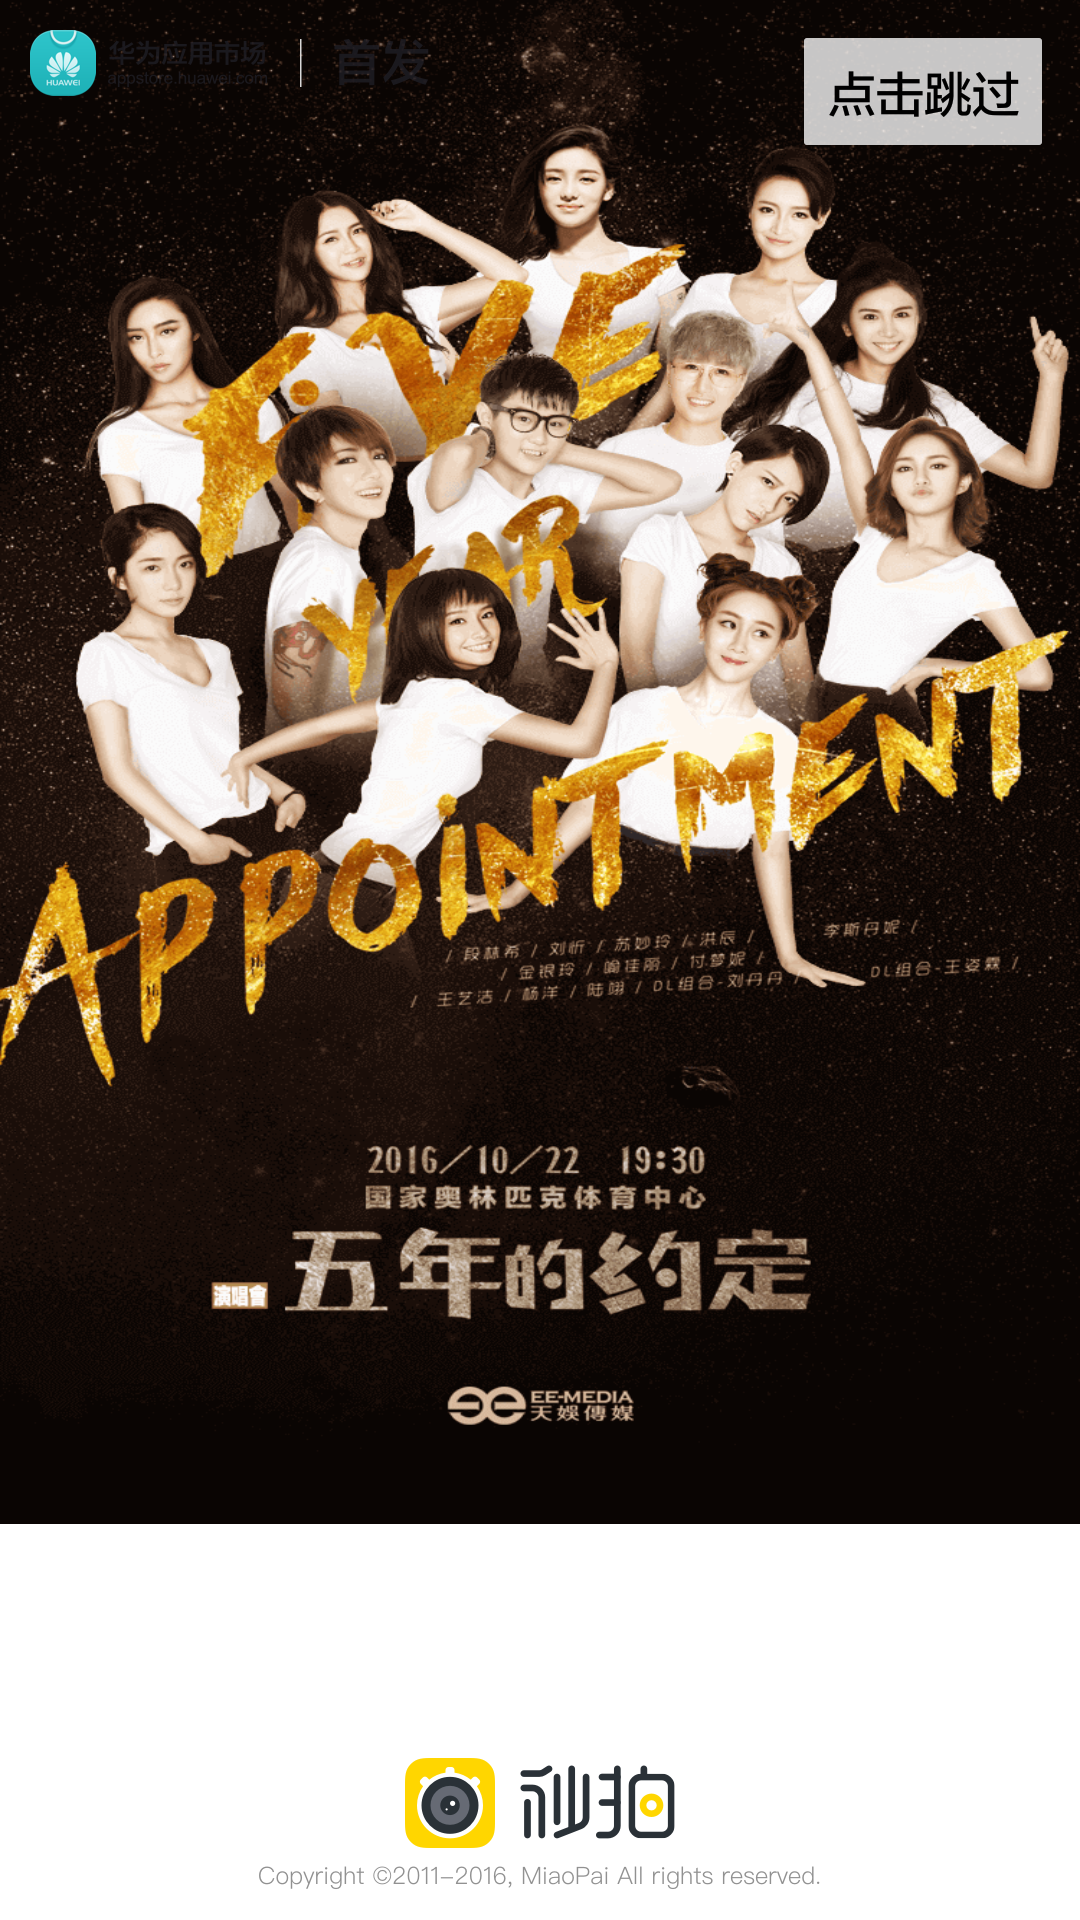 华为应用市场
appstore.huawei.com
首发
HUAWEI
点击跳过
FIVE
YEAR
APPOINTMENT
/ 段林希 / 刘忻 / 苏妙玲 / 洪辰 / 李斯丹妮 /
/ 金银玲 / 喻佳丽 / 付梦妮 / DL组合-王姿霖 /
/ 王艺洁 / 杨洋 / 陆翊 / DL组合-刘丹丹 /
2016/10/22 19:30
国家奥林匹克体育中心
演唱會 五年的约定
EE-MEDIA
天娛傳媒
秒拍
Copyright ©2011-2016, MiaoPai All rights reserved.